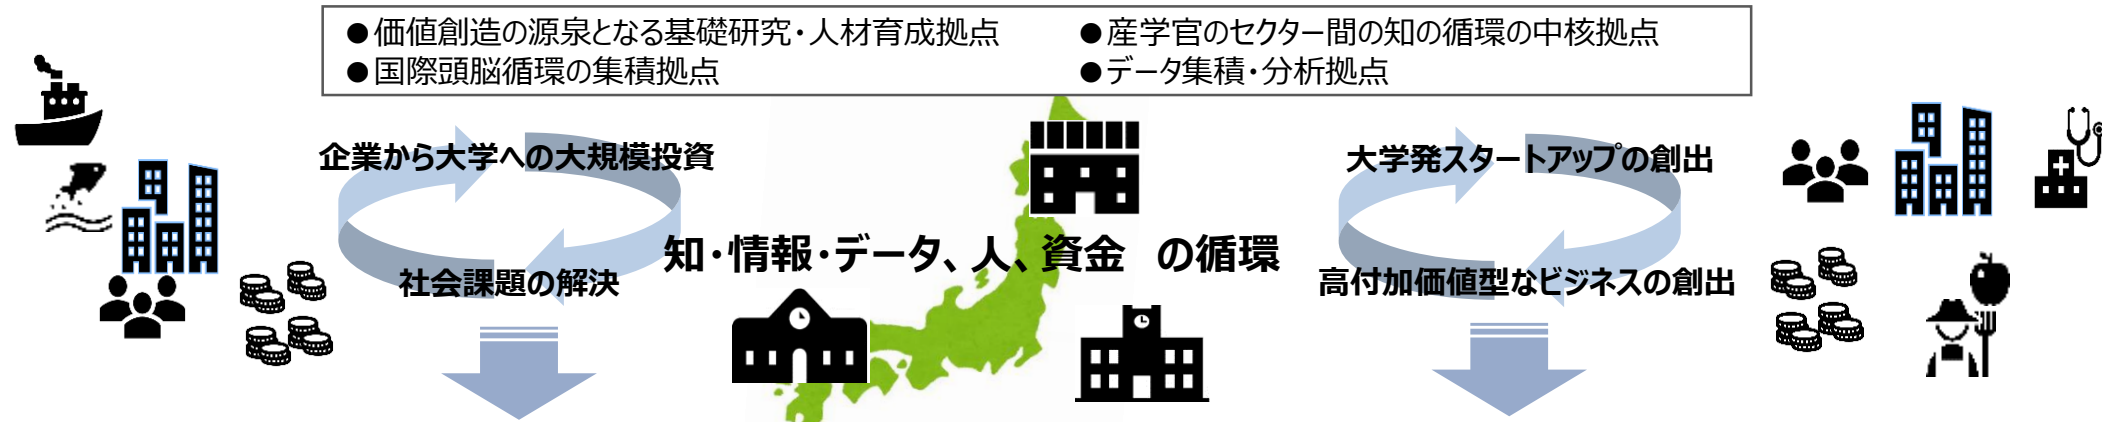 ●価値創造の源泉となる基礎研究・人材育成拠点
●産学官のセクター間の知の循環の中核拠点
●国際頭脳循環の集積拠点
●データ集積・分析拠点
企業から大学への大規模投資
大学発スタートアップの創出
知・情報・データ、人、資金　の循環
社会課題の解決
高付加価値型なビジネスの創出